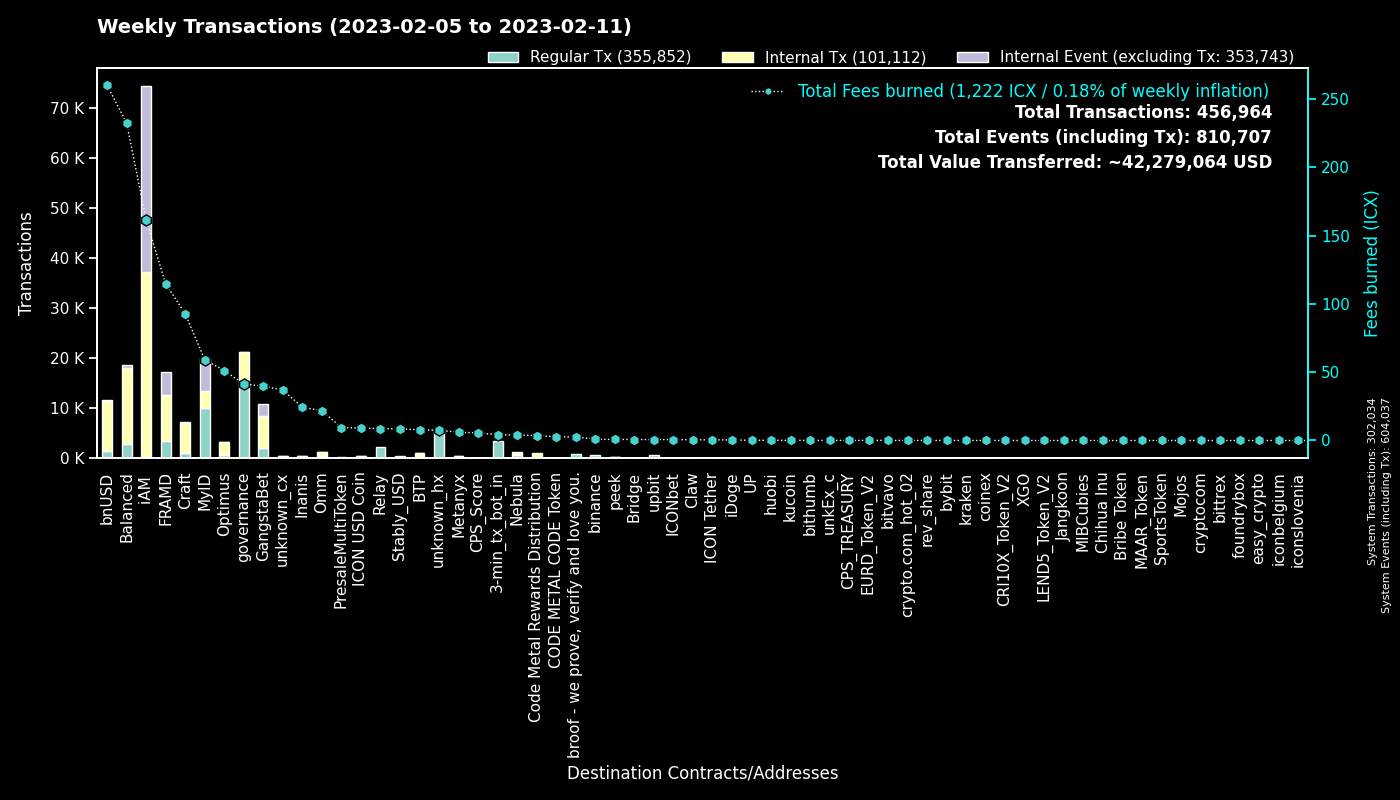 Weekly Transactions (2023-02-05 to 2023-02-11)
Regular Tx (355,852)
Internal Tx (101,112)
Internal Event (excluding Tx: 353,743)
Total Fees burned (1,222 ICX / 0.18% of weekly inflation)
Total Transactions: 456,964
Total Events (including Tx): 810,707
Total Value Transferred: ~42,279,064 USD
Transactions
70 K
60 K
50 K
40 K
30 K
20 K
10 K
0 K
250
200
150
100
50
0
Fees burned (ICX)
System Transactions: 302,034
System Events (including Tx): 604,037
bnUSD
Balanced
iAM
FRAMD
Craft
MyID
Optimus
governance
GangstaBet
unknown_cx
Inanis
Omm
PresaleMultiToken
ICON USD Coin
Relay
Stably_USD
BTP
unknown_hx
Metanyx
CPS_Score
3-min_tx_bot_in
Nebula
Code Metal Rewards Distribution
CODE METAL CODE Token
broof - we prove, verify and love you.
binance
peek
Bridge
upbit
ICONbet
Claw
ICON Tether
iDoge
UP
huobi
kucoin
bithumb
unkEx_c
CPS_TREASURY
EURD_Token_V2
bitvavo
crypto.com_hot_02
rev_share
bybit
kraken
coinex
CRI10X_Token_V2
XGO
LEND5_Token_V2
Jangkoon
MIBCubies
Chihua Inu
Bribe Token
MAAR_Token
SportsToken
Mojos
cryptocom
bittrex
foundrybox
easy_crypto
iconbelgium
iconslovenia
Destination Contracts/Addresses